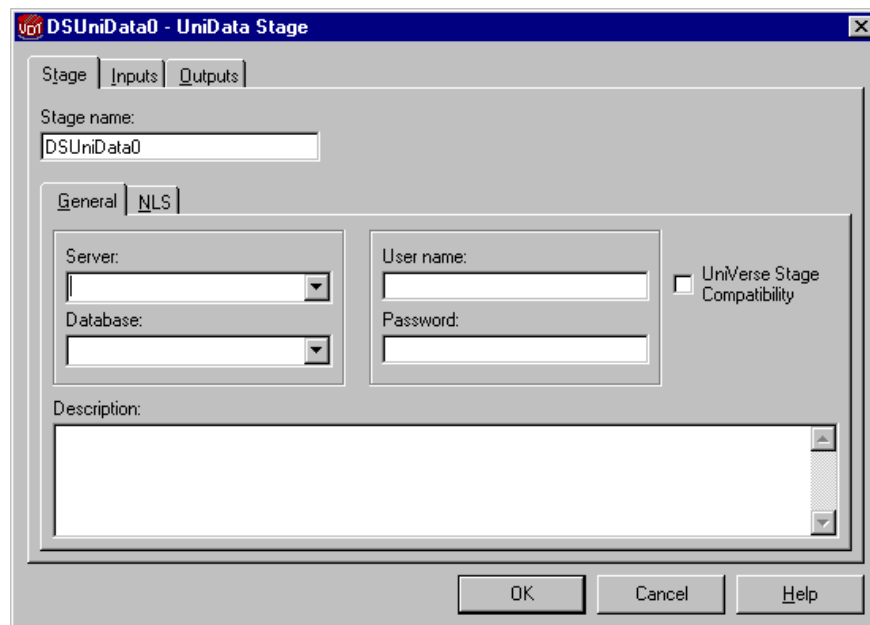 UDT DSUniData0 - UniData Stage
Stage Inputs Outputs
Stage name:
DSUniData0
General NLS
Server:
User name:
UniVerse Stage
Compatibility
Database:
Password:
Description:
OK Cancel Help